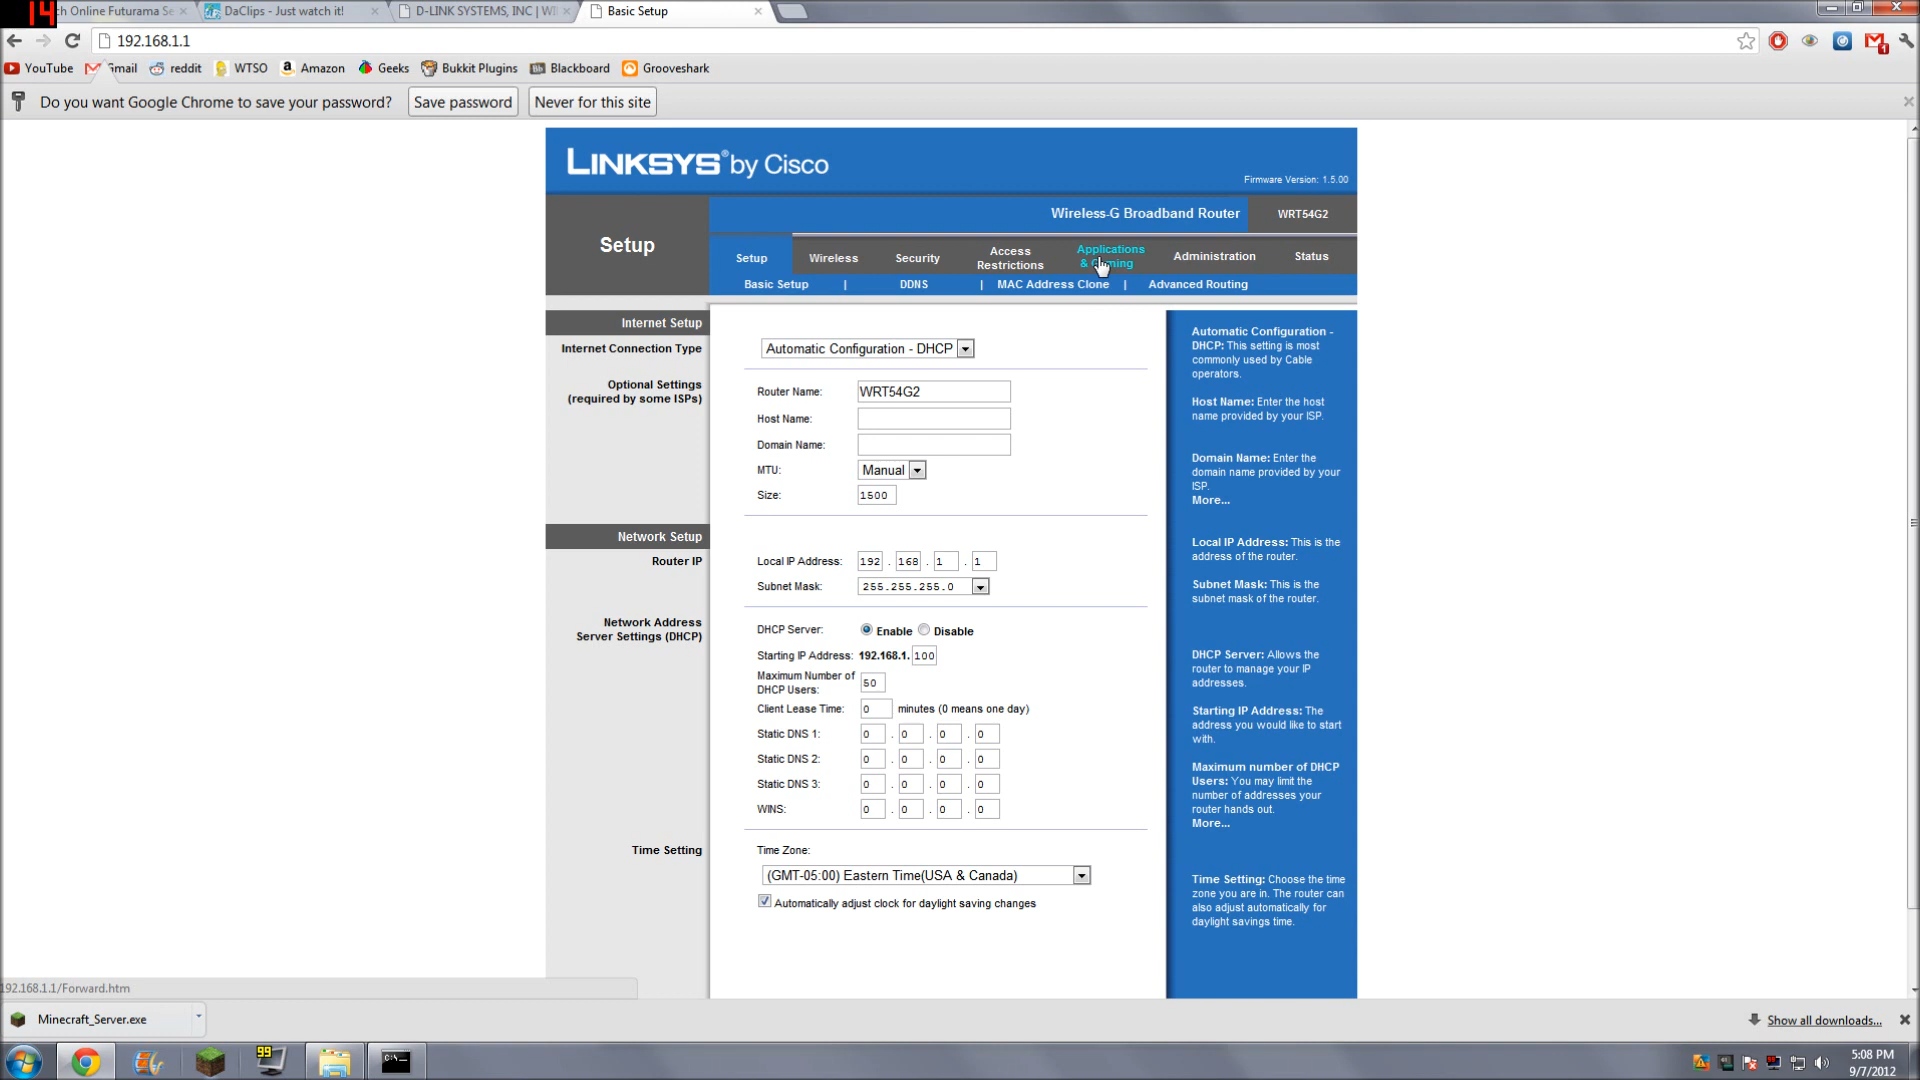 14
ch Online Futurama Se
DaClips - Just watch it!
D-LINK SYSTEMS, INC | WI
Basic Setup
192.168.1.1
YouTube
Gmail
reddit
WTSO
Amazon
Geeks
Bukkit Plugins
Blackboard
Grooveshark
1
Do you want Google Chrome to save your password?
Save password
Never for this site
LINKSYS® by Cisco
Firmware Version: 1.5.00
Wireless-G Broadband Router
WRT54G2
Setup
Setup
Wireless
Security
Access Restrictions
Applications & Gaming
Administration
Status
Basic Setup | DDNS | MAC Address Clone | Advanced Routing
Internet Setup
Internet Connection Type
Automatic Configuration - DHCP
Optional Settings
(required by some ISPs)
Router Name: WRT54G2
Host Name:
Domain Name:
MTU: Manual
Size: 1500
Network Setup
Router IP
Local IP Address: 192 . 168 . 1 . 1
Subnet Mask: 255.255.255.0
Network Address
Server Settings (DHCP)
DHCP Server: Enable Disable
Starting IP Address: 192.168.1. 100
Maximum Number of
DHCP Users: 50
Client Lease Time: 0 minutes (0 means one day)
Static DNS 1: 0 . 0 . 0 . 0
Static DNS 2: 0 . 0 . 0 . 0
Static DNS 3: 0 . 0 . 0 . 0
WINS: 0 . 0 . 0 . 0
Time Setting
Time Zone:
(GMT-05:00) Eastern Time(USA & Canada)
Automatically adjust clock for daylight saving changes
Automatic Configuration -
DHCP: This setting is most
commonly used by Cable
operators.
Host Name: Enter the host
name provided by your ISP.
Domain Name: Enter the
domain name provided by your
ISP.
More...
Local IP Address: This is the
address of the router.
Subnet Mask: This is the
subnet mask of the router.
DHCP Server: Allows the
router to manage your IP
addresses.
Starting IP Address: The
address you would like to start
with.
Maximum number of DHCP
Users: You may limit the
number of addresses your
router hands out.
More...
Time Setting: Choose the time
zone you are in. The router can
also adjust automatically for
daylight savings time.
192.168.1.1/Forward.htm
Minecraft_Server.exe
Show all downloads...
99
C:\
5:08 PM
9/7/2012